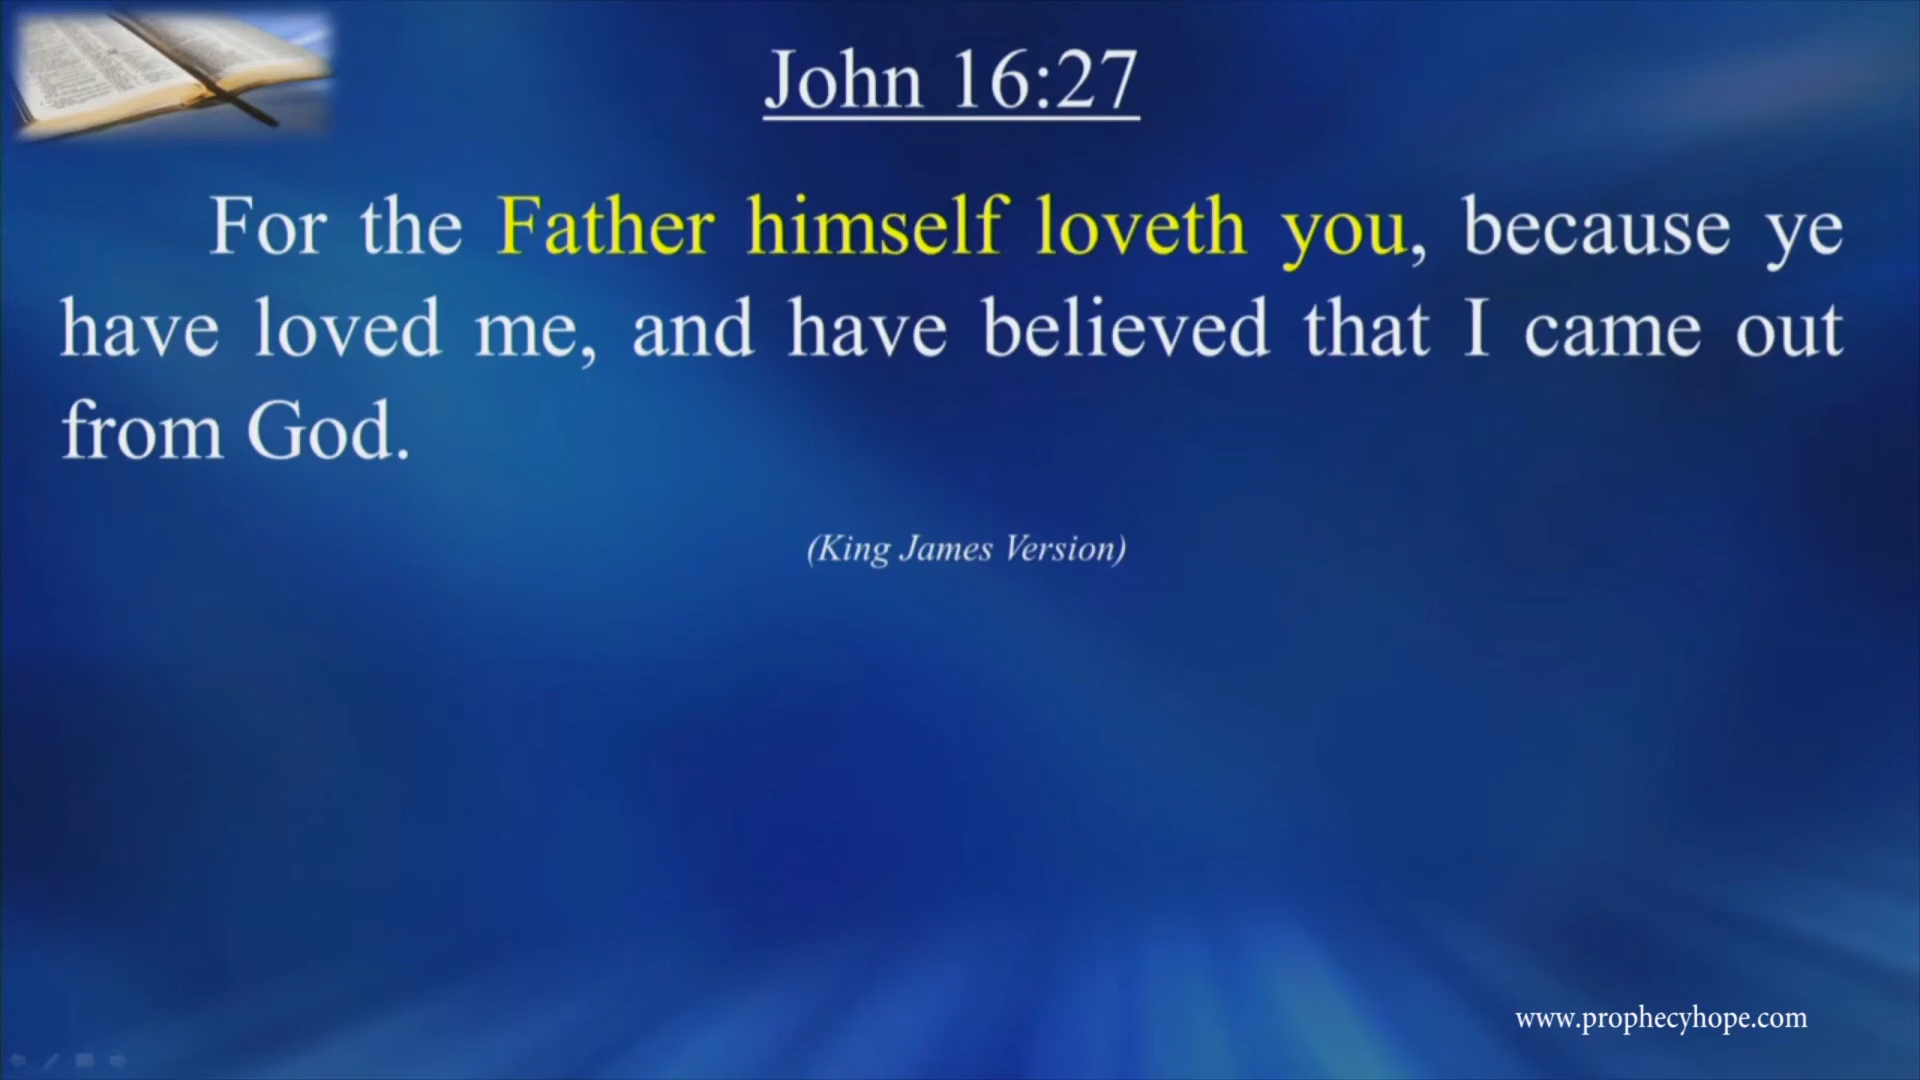 John 16:27
For the Father himself loveth you, because ye
have loved me, and have believed that I came out
from God.
(King James Version)
www.prophecyhope.com